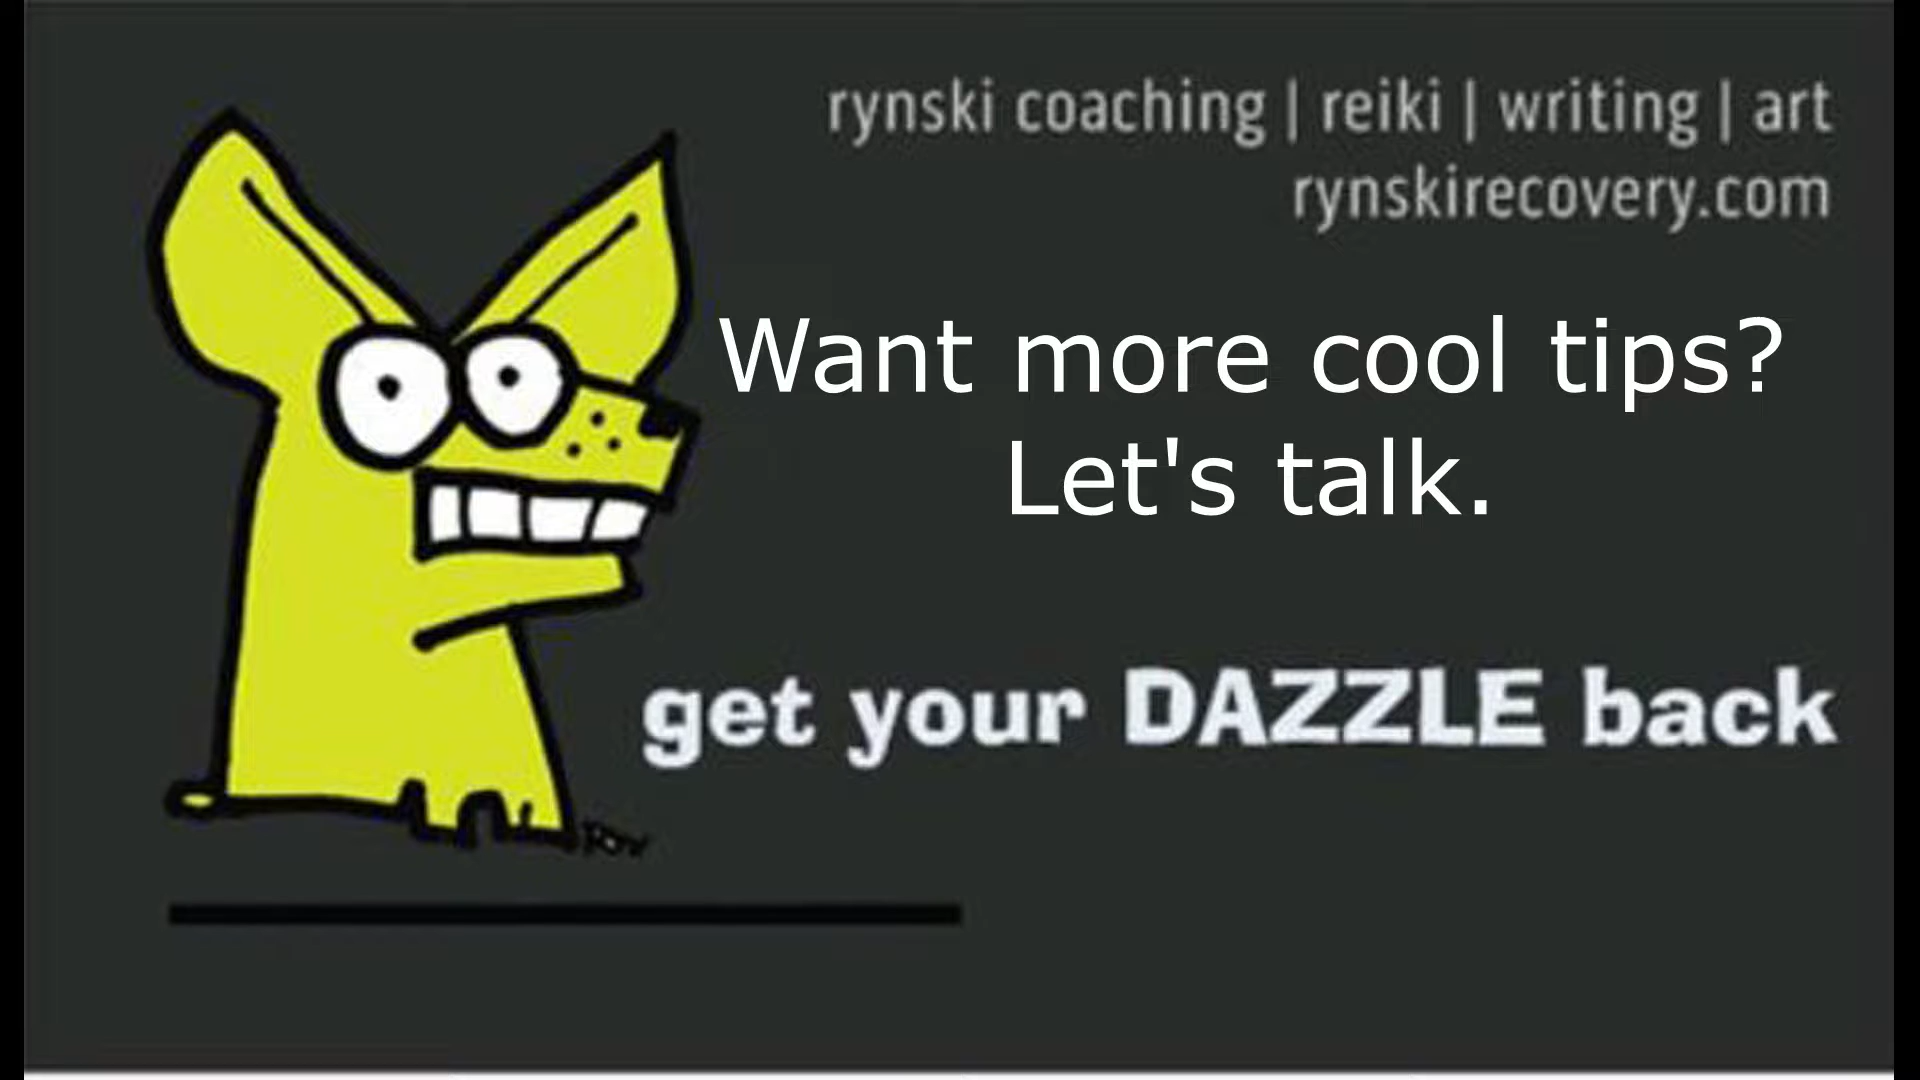 rynski coaching | reiki | writing | art
rynskirecovery.com
Want more cool tips?
Let's talk.
get your DAZZLE back